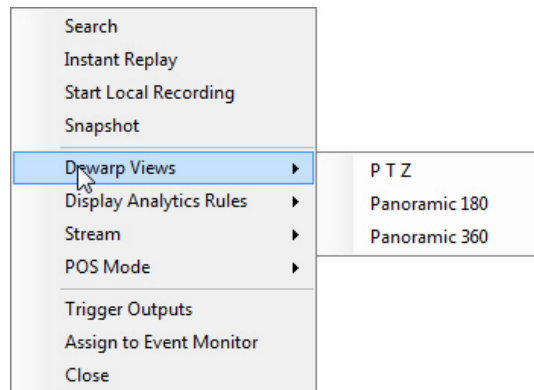 Search
Instant Replay
Start Local Recording
Snapshot
Dewarp Views
Display Analytics Rules
Stream
POS Mode
Trigger Outputs
Assign to Event Monitor
Close
P T Z
Panoramic 180
Panoramic 360